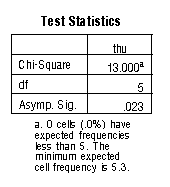 Test Statistics
thu
Chi-Square 13.000a
df 5
Asymp. Sig. .023
a. 0 cells (.0%) have
expected frequencies
less than 5. The
minimum expected
cell frequency is 5.3.